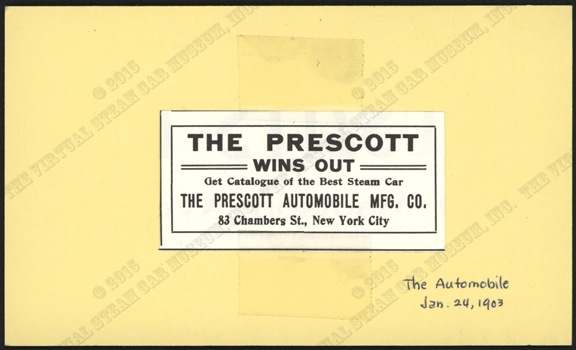 THE PRESCOTT
WINS OUT
Get Catalogue of the Best Steam Car
THE PRESCOTT AUTOMOBILE MFG. CO.
83 Chambers St., New York City
The Automobile
Jan. 24, 1903
© 2015
THE VIRTUAL STEAM CAR MUSEUM, INC.